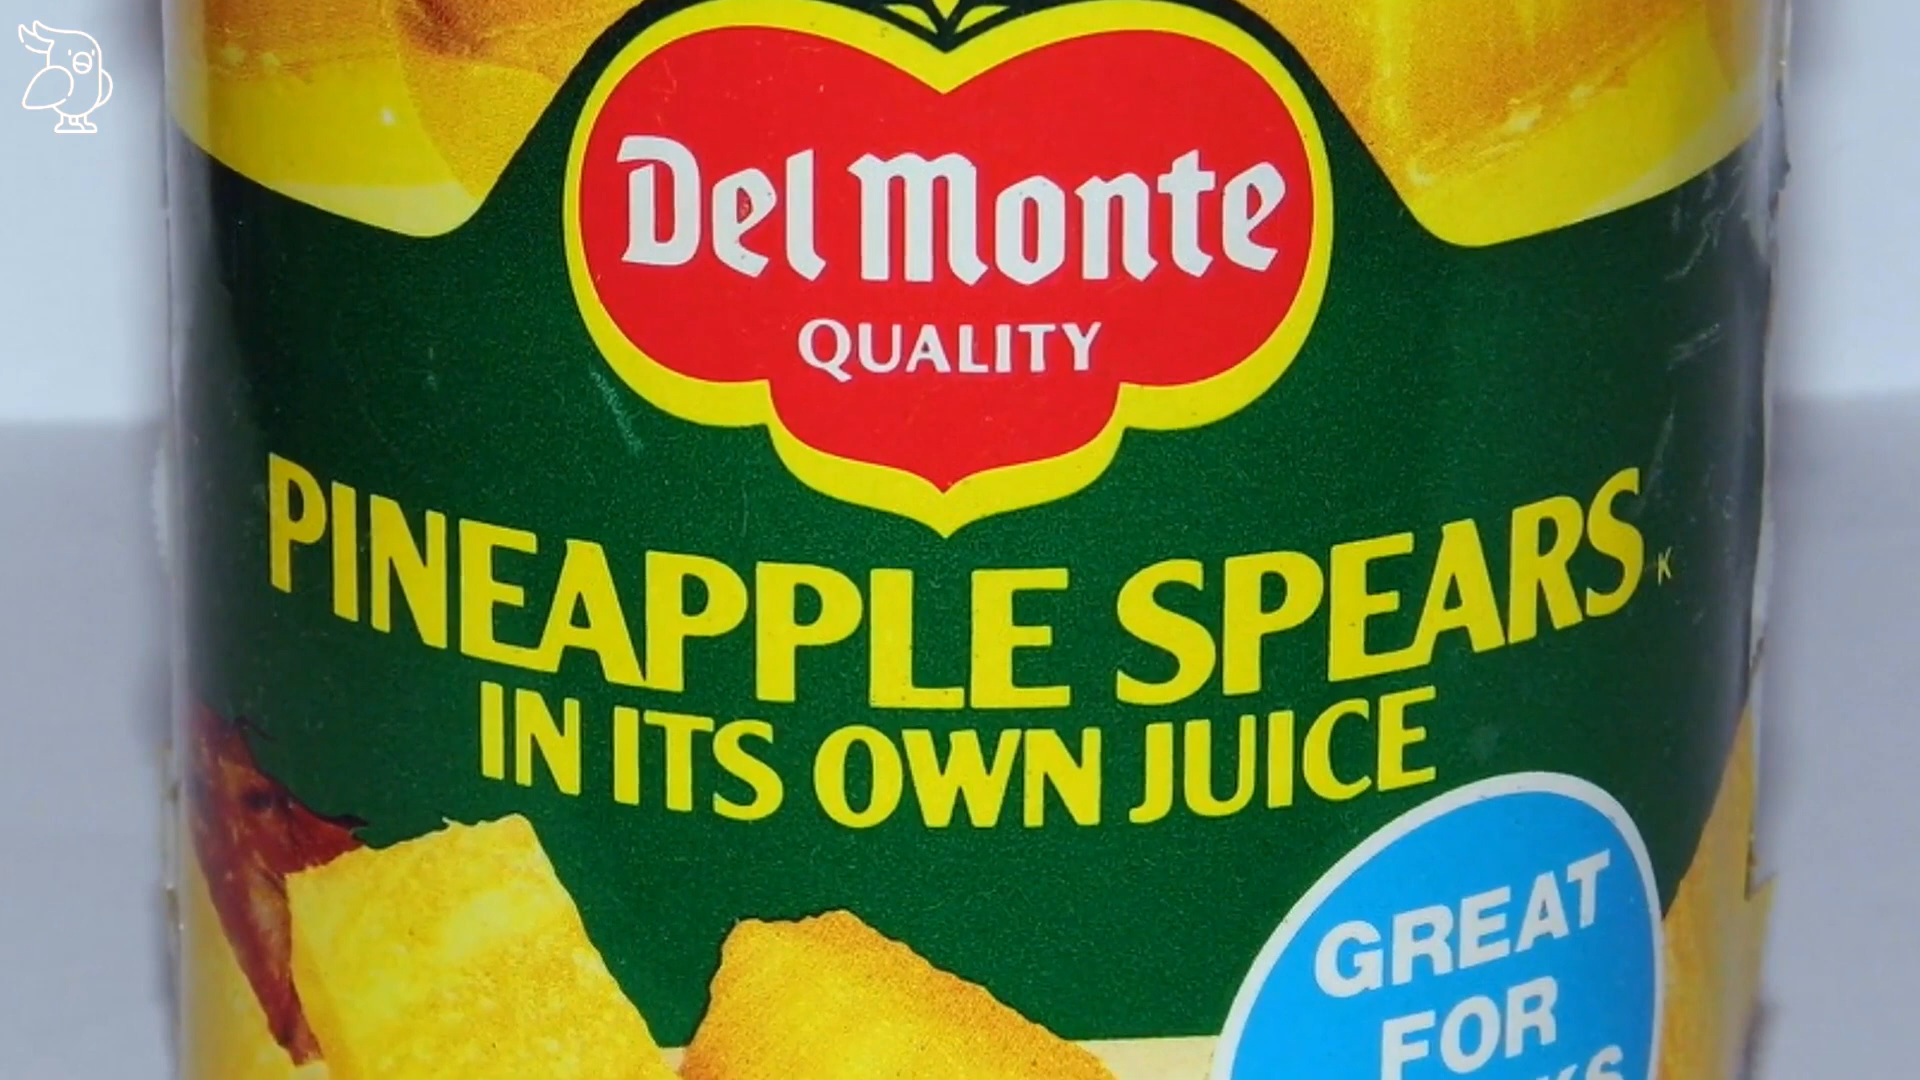 Del Monte
QUALITY
PINEAPPLE SPEARS K
IN ITS OWN JUICE
GREAT
FOR